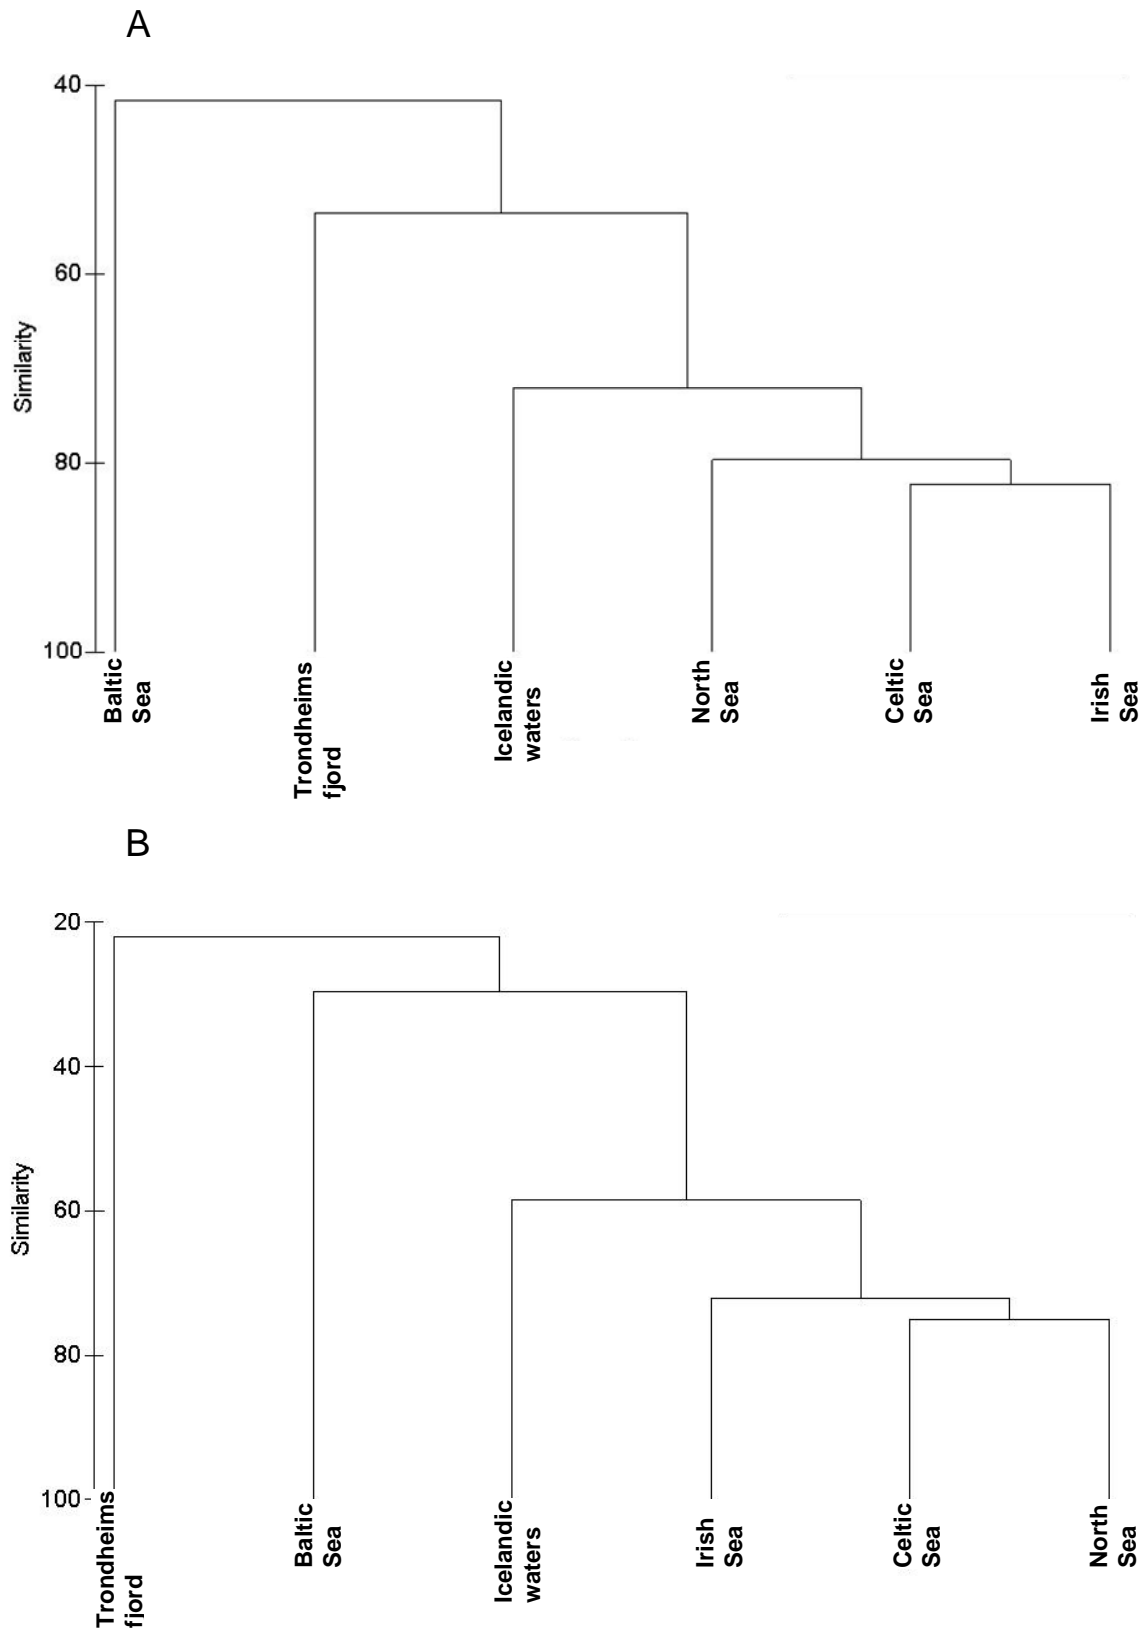 A
40
60
80
100
Similarity
Baltic
Sea
Trondheims
fjord
Icelandic
waters
North
Sea
Celtic
Sea
Irish
Sea
B
20
40
60
80
100
Similarity
Trondheims
fjord
Baltic
Sea
Icelandic
waters
Irish
Sea
Celtic
Sea
North
Sea